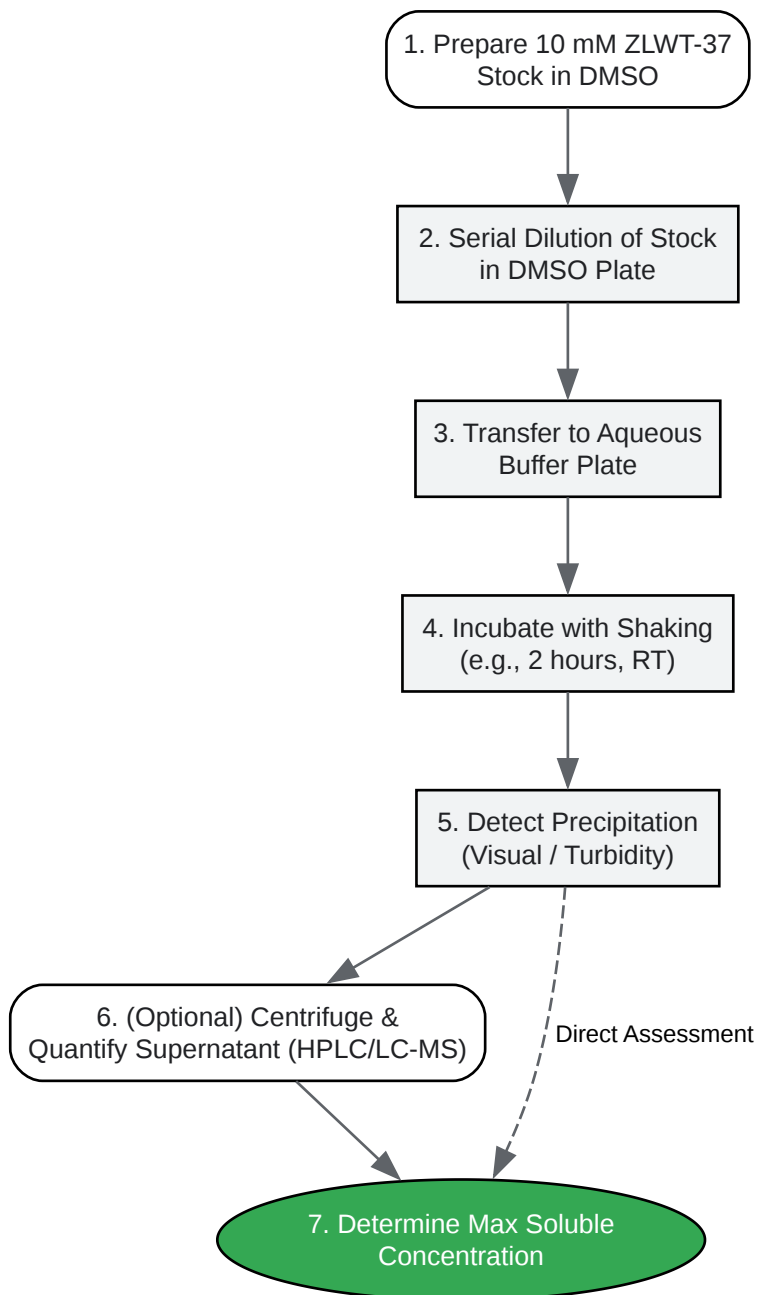 1. Prepare 10 mM ZLWT-37
Stock in DMSO
2. Serial Dilution of Stock
in DMSO Plate
3. Transfer to Aqueous
Buffer Plate
4. Incubate with Shaking
(e.g., 2 hours, RT)
5. Detect Precipitation
(Visual / Turbidity)
6. (Optional) Centrifuge &
Quantify Supernatant (HPLC/LC-MS)
Direct Assessment
7. Determine Max Soluble
Concentration